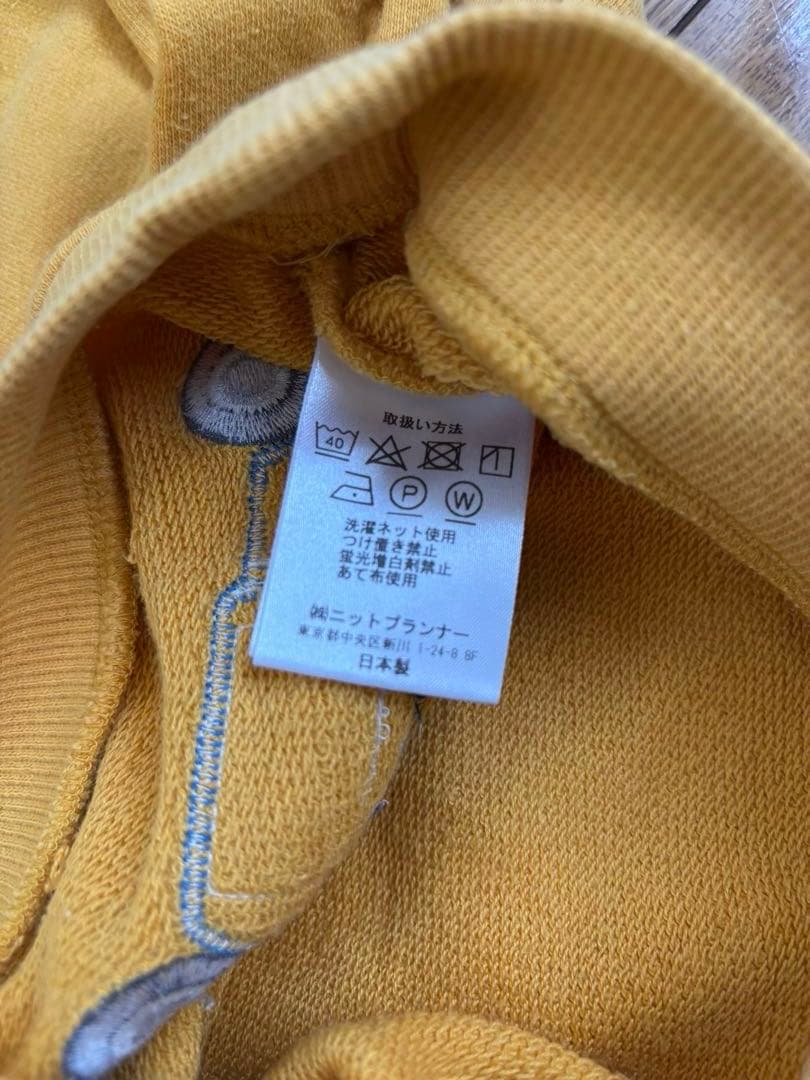 取扱い方法
40
P W
洗濯ネット使用
つけ置き禁止
蛍光増白剤禁止
あて布使用
㈱ニットプランナー
東京都中央区新川 1-24-8 8F
日本製